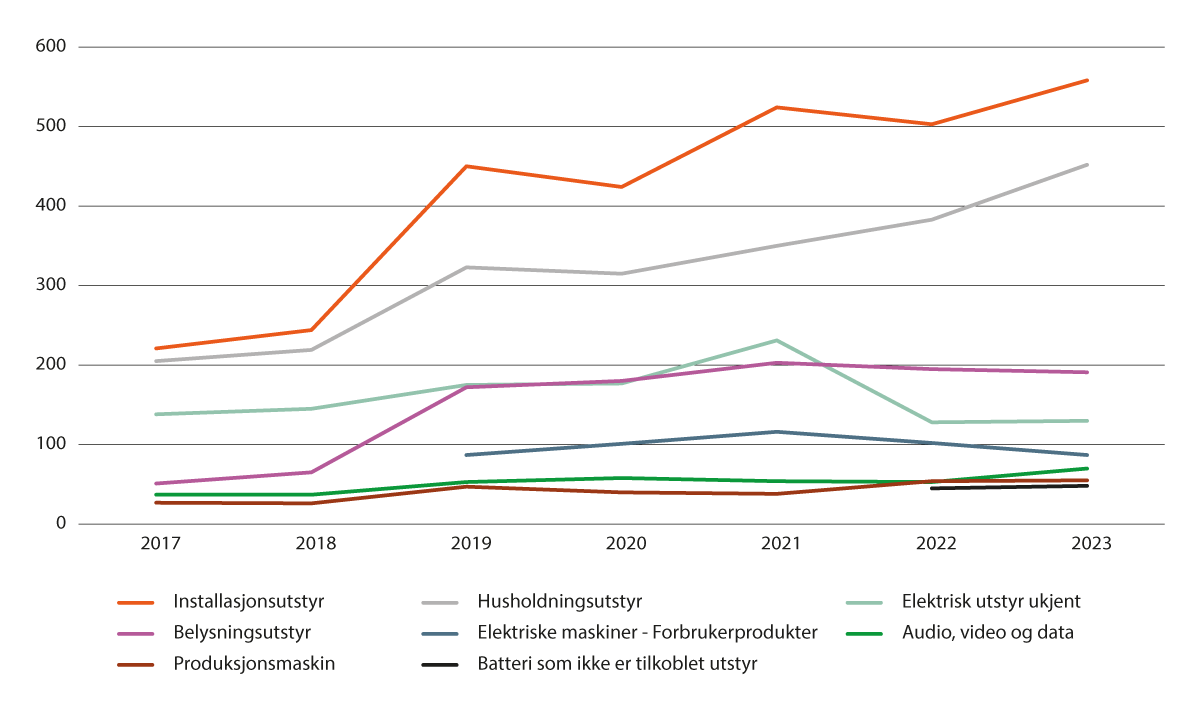 600
500
400
300
200
100
0
2017 2018 2019 2020 2021 2022 2023
Installasjonsutstyr Husholdningsutstyr Elektrisk utstyr ukjent
Belysningsutstyr Elektriske maskiner - Forbrukerprodukter Audio, video og data
Produksjonsmaskin Batteri som ikke er tilkoblet utstyr